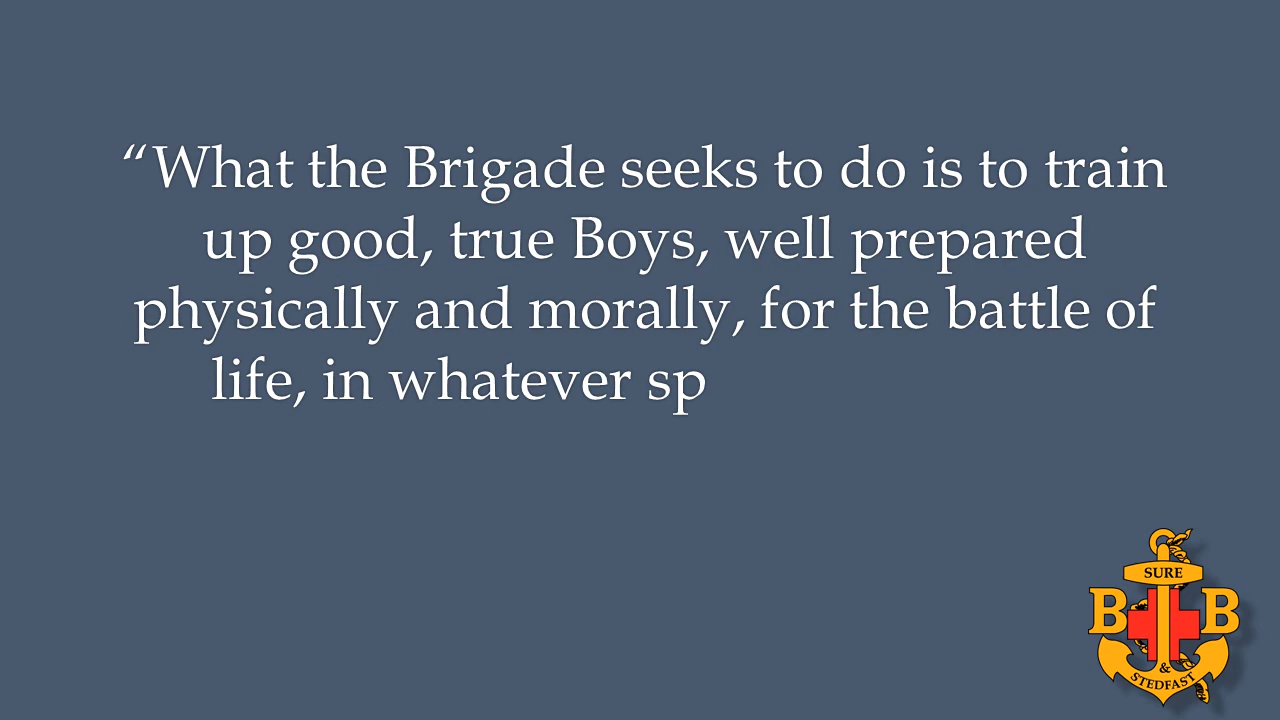 “What the Brigade seeks to do is to train
up good, true Boys, well prepared
physically and morally, for the battle of
life, in whatever sp
SURE
B B
&
STEDFAST